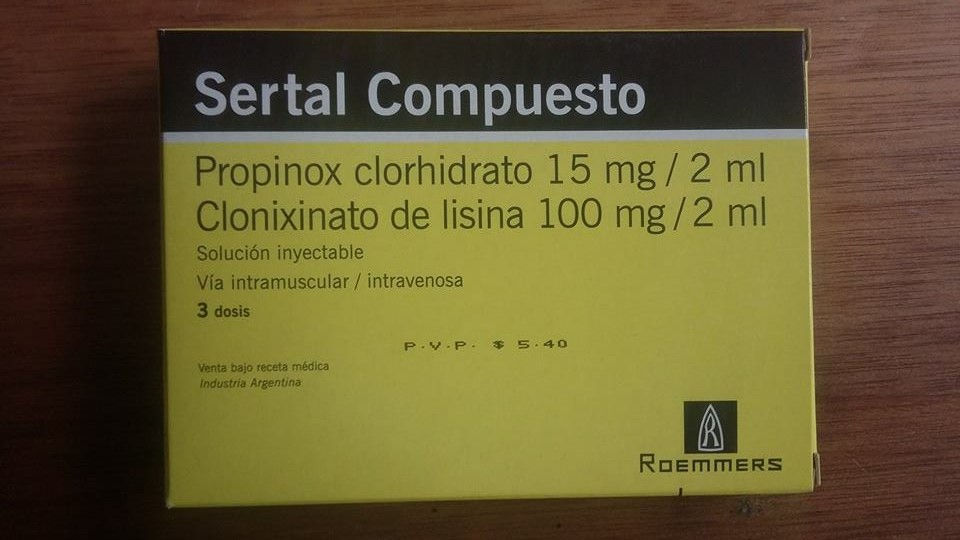 Sertal Compuesto
Propinox clorhidrato 15 mg / 2 ml
Clonixinato de lisina 100 mg / 2 ml
Solución inyectable
Vía intramuscular / intravenosa
3 dosis
P.V.P. $ 5.40
Venta bajo receta médica
Industria Argentina
R
ROEMMERS